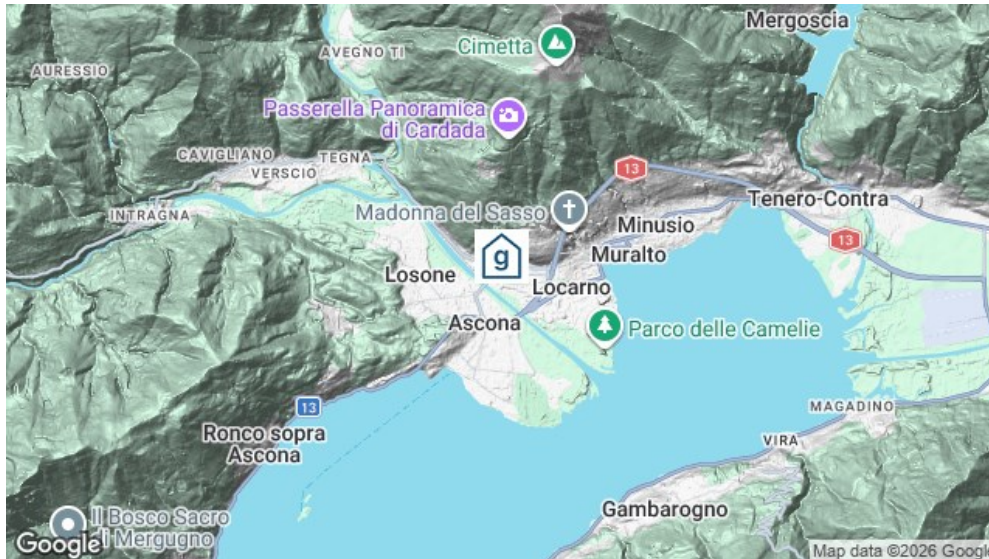 Mergoscia
Cimetta
AVEGNO TI
AURESSIO
Passerella Panoramica
di Cardada
CAVIGLIANO
TEGNA
VERSCIO
13
INTRAGNA
Madonna del Sasso
Tenero-Contra
Minusio
13
Muralto
g
Losone
Locarno
Ascona
Parco delle Camelie
13
MAGADINO
Ronco sopra
Ascona
VIRA
Gambarogno
Il Bosco Sacro
di Mergugno
Google
Map data ©2026 Google